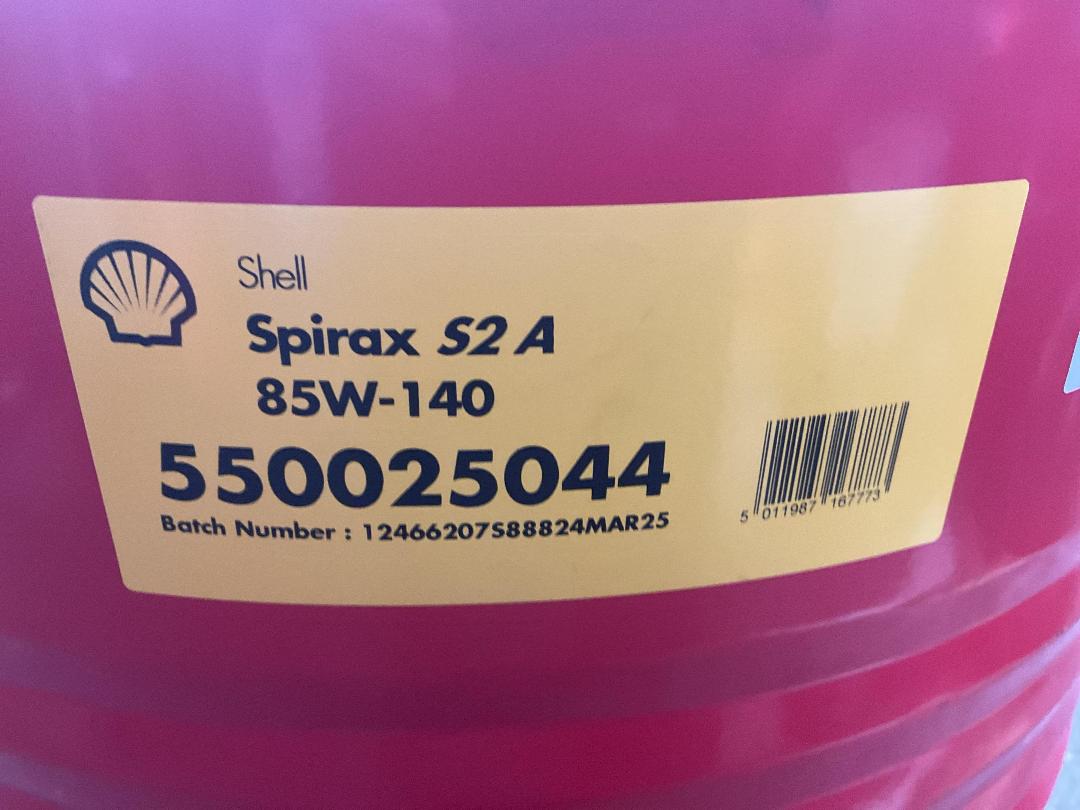 Shell
Spirax S2 A
85W-140
550025044
Batch Number : 12466207S88824MAR25
5 011987 167773